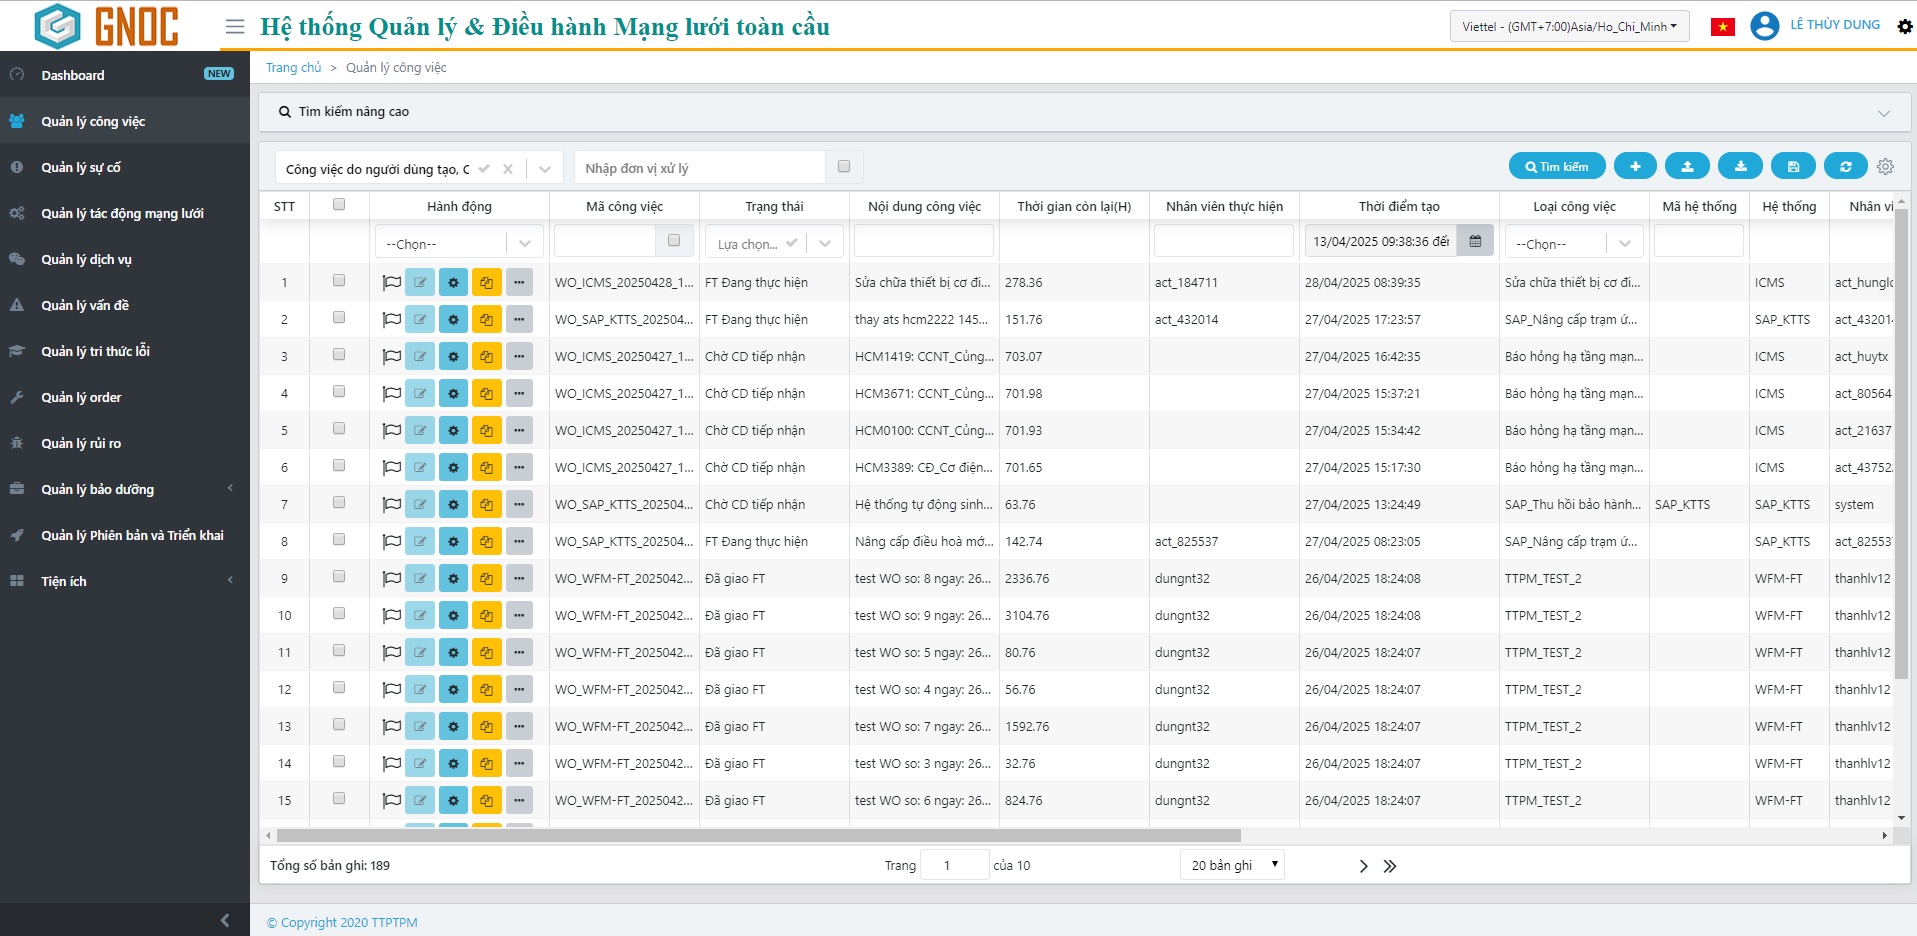 GNOC
Hệ thống Quản lý & Điều hành Mạng lưới toàn cầu
Viettel - (GMT+7:00)Asia/Ho_Chi_Minh
LÊ THÙY DUNG
Dashboard NEW
Quản lý công việc
Quản lý sự cố
Quản lý tác động mạng lưới
Quản lý dịch vụ
Quản lý vấn đề
Quản lý tri thức lỗi
Quản lý order
Quản lý rủi ro
Quản lý bảo dưỡng
Quản lý Phiên bản và Triển khai
Tiện ích
Trang chủ > Quản lý công việc
Tìm kiếm nâng cao
Công việc do người dùng tạo, C
Nhập đơn vị xử lý
Tìm kiếm
STT Hành động Mã công việc Trạng thái Nội dung công việc Thời gian còn lại(H) Nhân viên thực hiện Thời điểm tạo Loại công việc Mã hệ thống Hệ thống Nhân vi
--Chọn-- Lựa chọn... 13/04/2025 09:38:36 đến --Chọn--
1 WO_ICMS_20250428_1... FT Đang thực hiện Sửa chữa thiết bị cơ đi... 278.36 act_184711 28/04/2025 08:39:35 Sửa chữa thiết bị cơ đi... ICMS act_hunglc
2 WO_SAP_KTTS_202504... FT Đang thực hiện thay ats hcm2222 145... 151.76 act_432014 27/04/2025 17:23:57 SAP_Nâng cấp trạm ứ... SAP_KTTS act_432014
3 WO_ICMS_20250427_1... Chờ CD tiếp nhận HCM1419: CCNT_Củng... 703.07 27/04/2025 16:42:35 Báo hỏng hạ tầng mạn... ICMS act_huytx
4 WO_ICMS_20250427_1... Chờ CD tiếp nhận HCM3671: CCNT_Củng... 701.98 27/04/2025 15:37:21 Báo hỏng hạ tầng mạn... ICMS act_80564
5 WO_ICMS_20250427_1... Chờ CD tiếp nhận HCM0100: CCNT_Củng... 701.93 27/04/2025 15:34:42 Báo hỏng hạ tầng mạn... ICMS act_21637
6 WO_ICMS_20250427_1... Chờ CD tiếp nhận HCM3389: CĐ_Cơ điện... 701.65 27/04/2025 15:17:30 Báo hỏng hạ tầng mạn... ICMS act_43752
7 WO_SAP_KTTS_202504... Chờ CD tiếp nhận Hệ thống tự động sinh... 63.76 27/04/2025 13:24:49 SAP_Thu hồi bảo hành... SAP_KTTS SAP_KTTS system
8 WO_SAP_KTTS_202504... FT Đang thực hiện Nâng cấp điều hoà mớ... 142.74 act_825537 27/04/2025 08:23:05 SAP_Nâng cấp trạm ứ... SAP_KTTS act_825537
9 WO_WFM-FT_2025042... Đã giao FT test WO so: 8 ngay: 26... 2336.76 dungnt32 26/04/2025 18:24:08 TTPM_TEST_2 WFM-FT thanhlv12
10 WO_WFM-FT_2025042... Đã giao FT test WO so: 9 ngay: 26... 3104.76 dungnt32 26/04/2025 18:24:08 TTPM_TEST_2 WFM-FT thanhlv12
11 WO_WFM-FT_2025042... Đã giao FT test WO so: 5 ngay: 26... 80.76 dungnt32 26/04/2025 18:24:07 TTPM_TEST_2 WFM-FT thanhlv12
12 WO_WFM-FT_2025042... Đã giao FT test WO so: 4 ngay: 26... 56.76 dungnt32 26/04/2025 18:24:07 TTPM_TEST_2 WFM-FT thanhlv12
13 WO_WFM-FT_2025042... Đã giao FT test WO so: 7 ngay: 26... 1592.76 dungnt32 26/04/2025 18:24:07 TTPM_TEST_2 WFM-FT thanhlv12
14 WO_WFM-FT_2025042... Đã giao FT test WO so: 3 ngay: 26... 32.76 dungnt32 26/04/2025 18:24:07 TTPM_TEST_2 WFM-FT thanhlv12
15 WO_WFM-FT_2025042... Đã giao FT test WO so: 6 ngay: 26... 824.76 dungnt32 26/04/2025 18:24:07 TTPM_TEST_2 WFM-FT thanhlv12
Tổng số bản ghi: 189 Trang 1 của 10 20 bản ghi
© Copyright 2020 TTPTPM